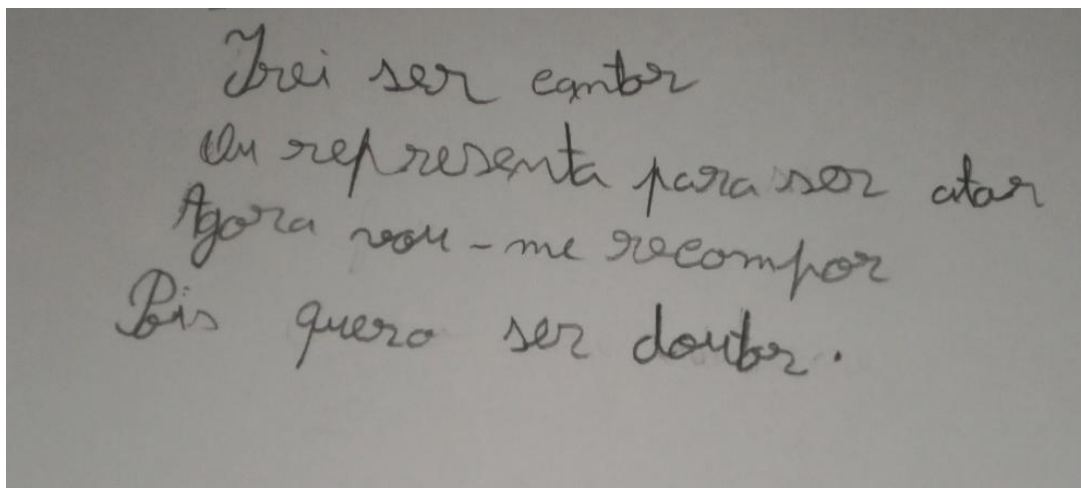 Irei ser cantor
Ou representa para ser ator
Agora vou-me recompor
Pois quero ser doutor.